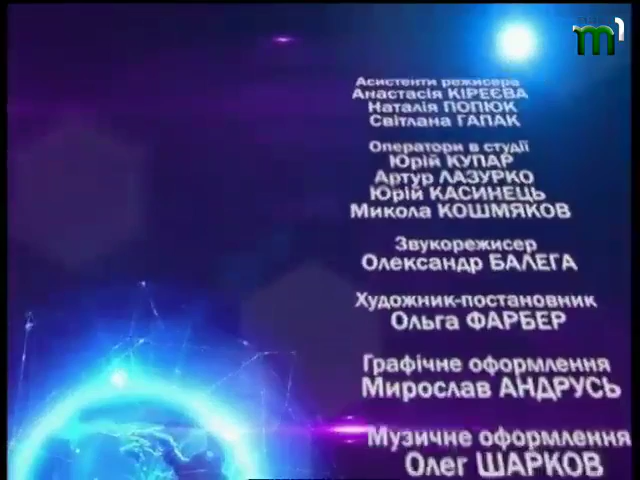 m1
Асистенти режисера
Анастасія КІРЕЄВА
Наталія ПОПЮК
Світлана ГАПАК
Оператори в студії
Юрій КУПАР
Артур ЛАЗУРКО
Юрій КАСИНЕЦЬ
Микола КОШМЯКОВ
Звукорежисер
Олександр БАЛЕГА
Художник-постановник
Ольга ФАРБЕР
Графічне оформлення
Мирослав АНДРУСЬ
Музичне оформлення
Олег ШАРКОВ